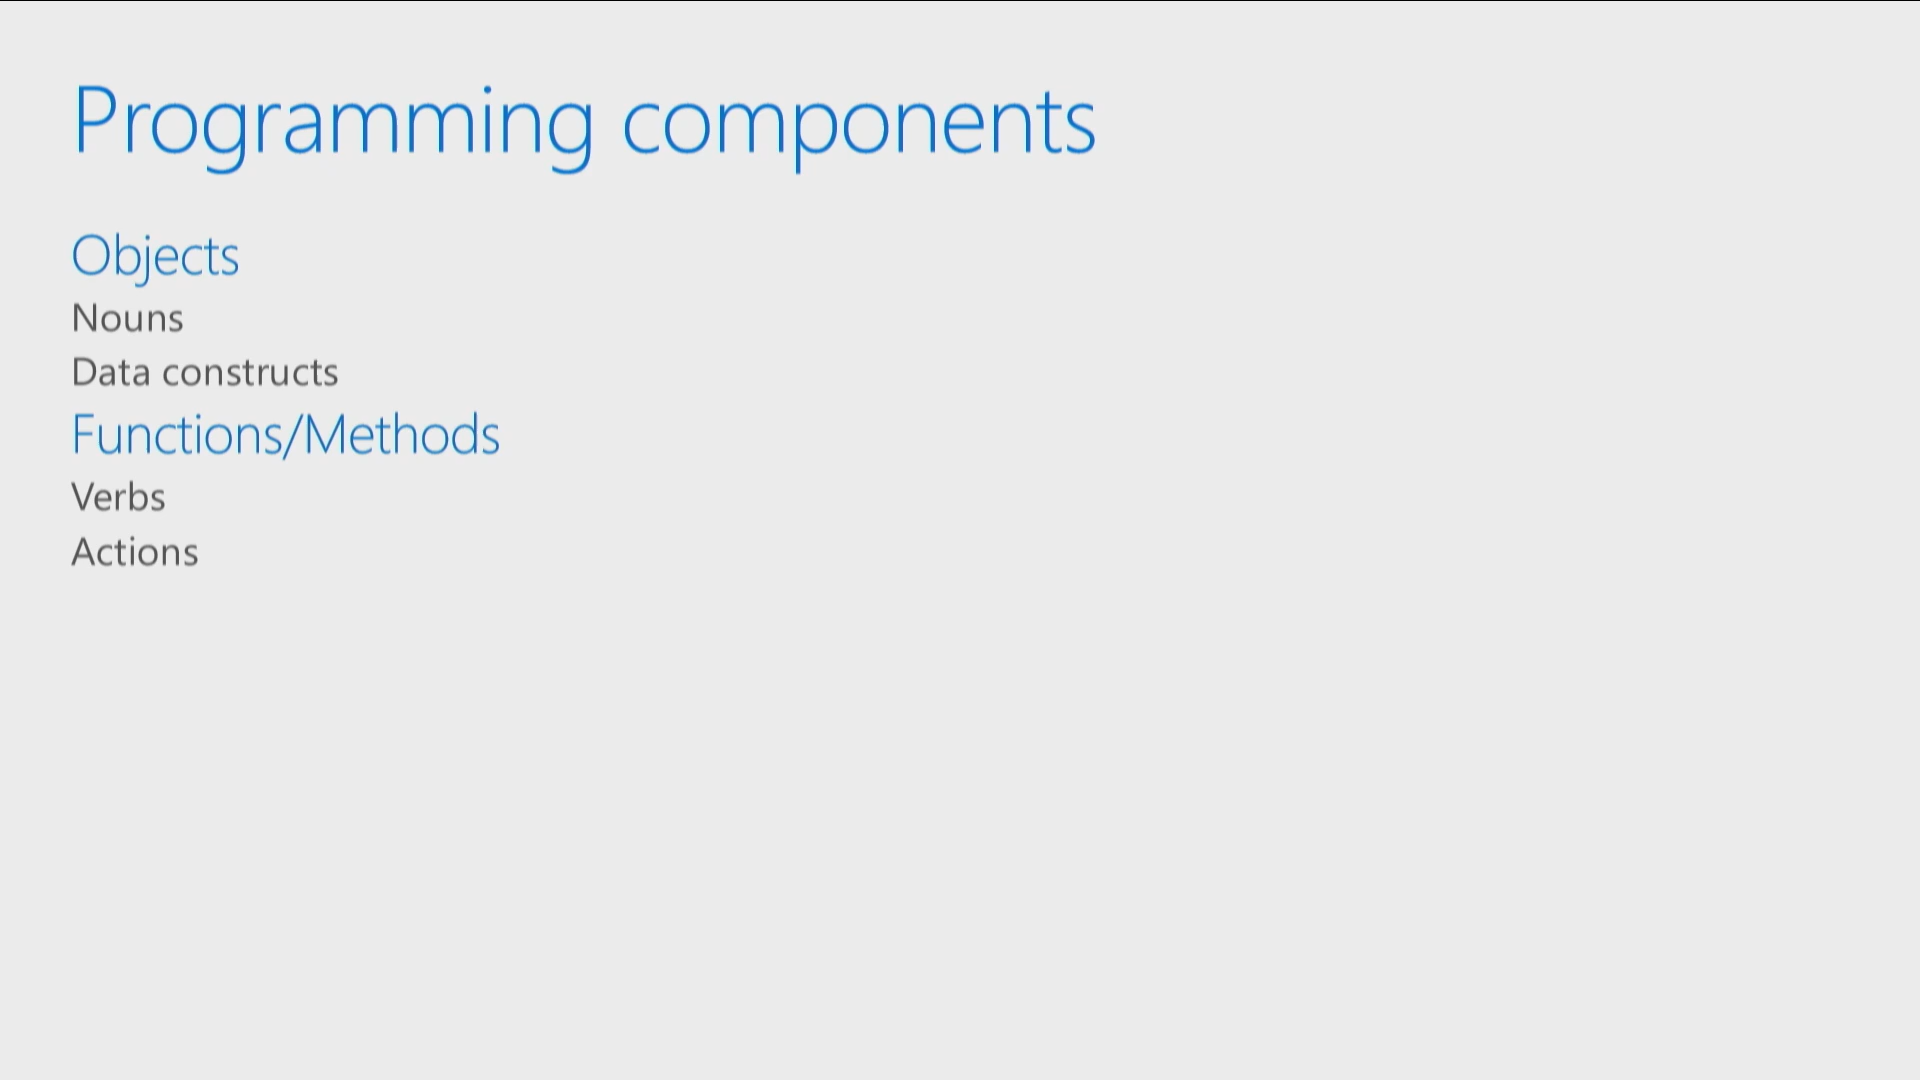 Programming components
Objects
Nouns
Data constructs
Functions/Methods
Verbs
Actions